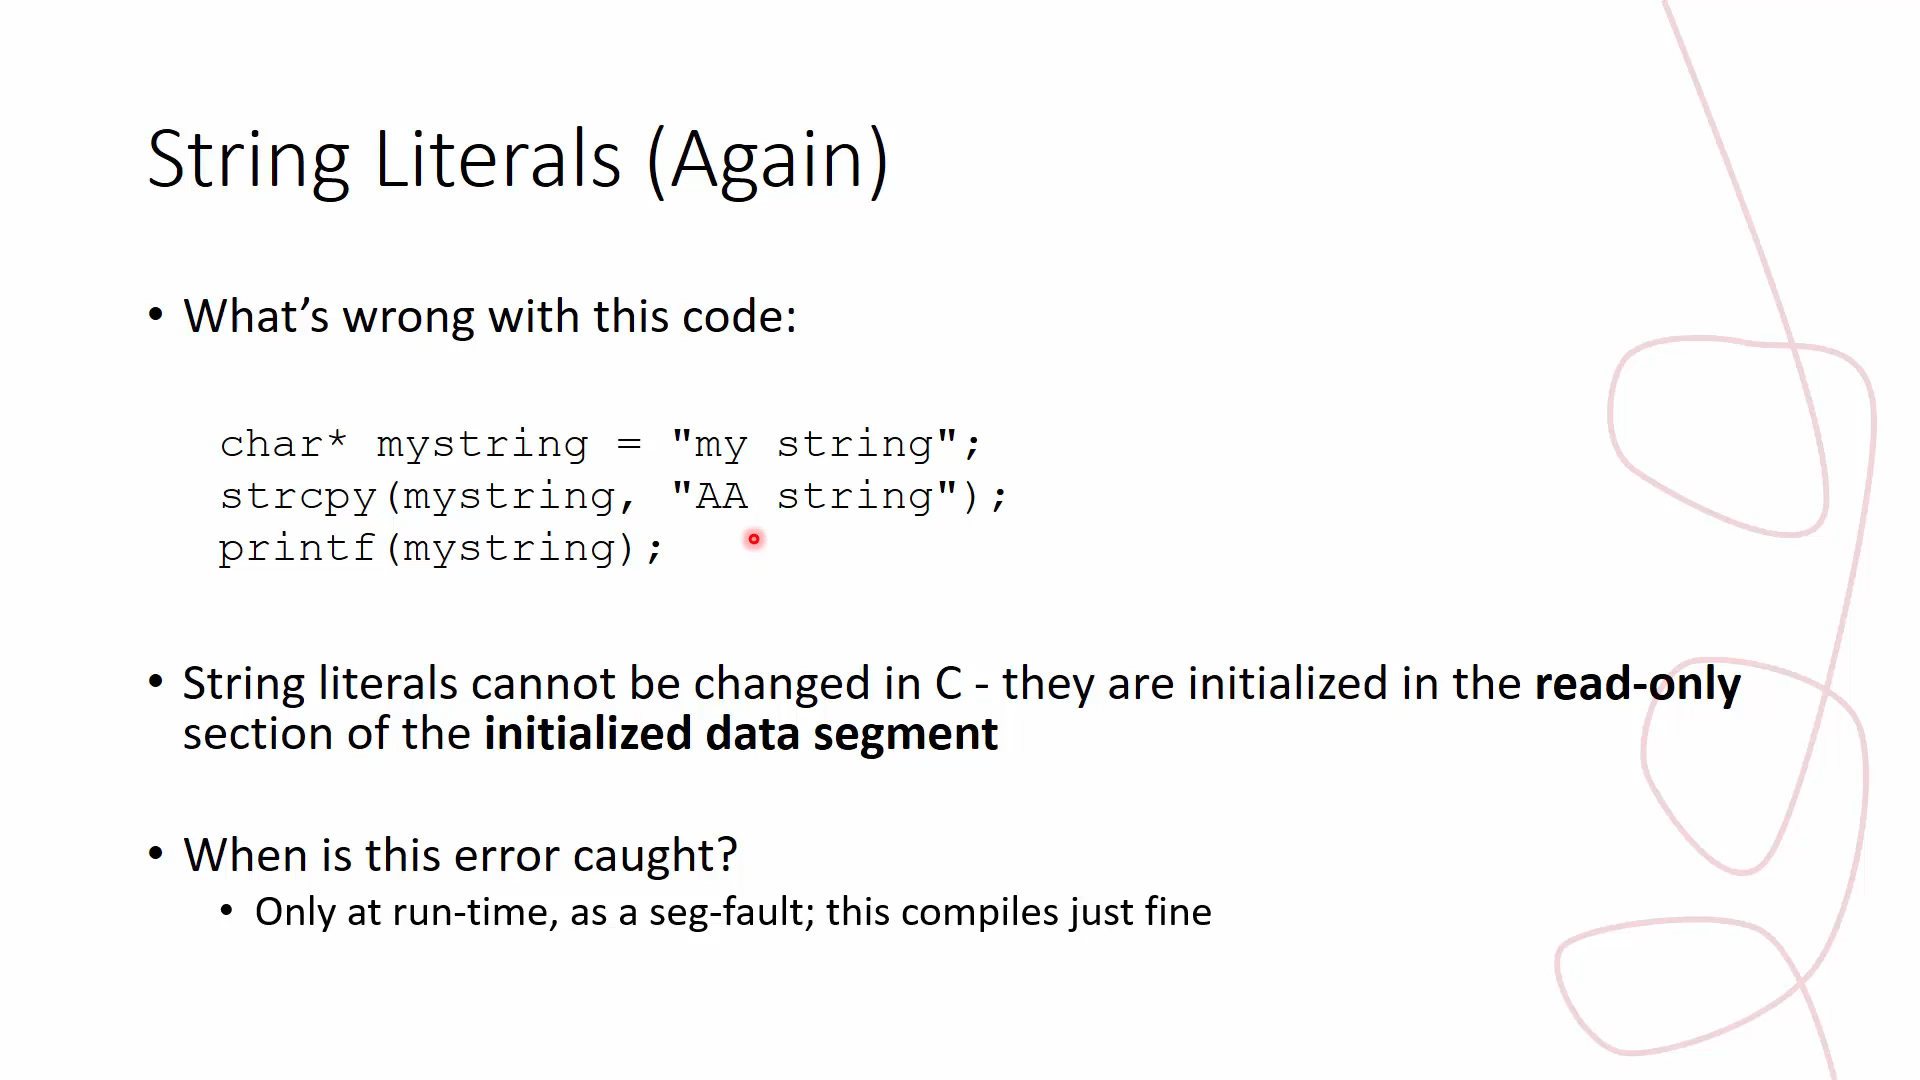 String Literals (Again)
• What’s wrong with this code:
char* mystring = "my string";
strcpy(mystring, "AA string");
printf(mystring);
• String literals cannot be changed in C - they are initialized in the read-only
section of the initialized data segment
• When is this error caught?
• Only at run-time, as a seg-fault; this compiles just fine